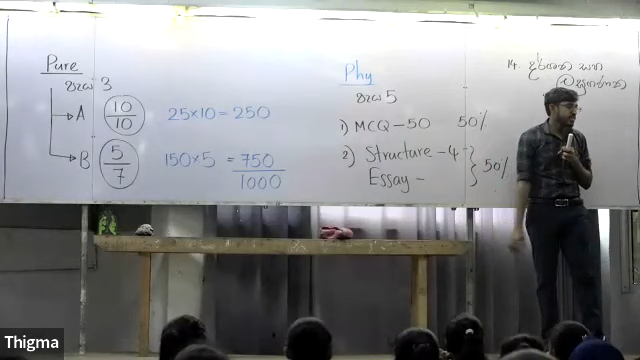 Pure
පැය 3
A 10/10 25×10 = 250
B 5/7 150×5 = 750
1000
Phy
පැය 5
1) MCQ – 50 50%
2) Structure – 4 } 50%
Essay –
14.
Thigma